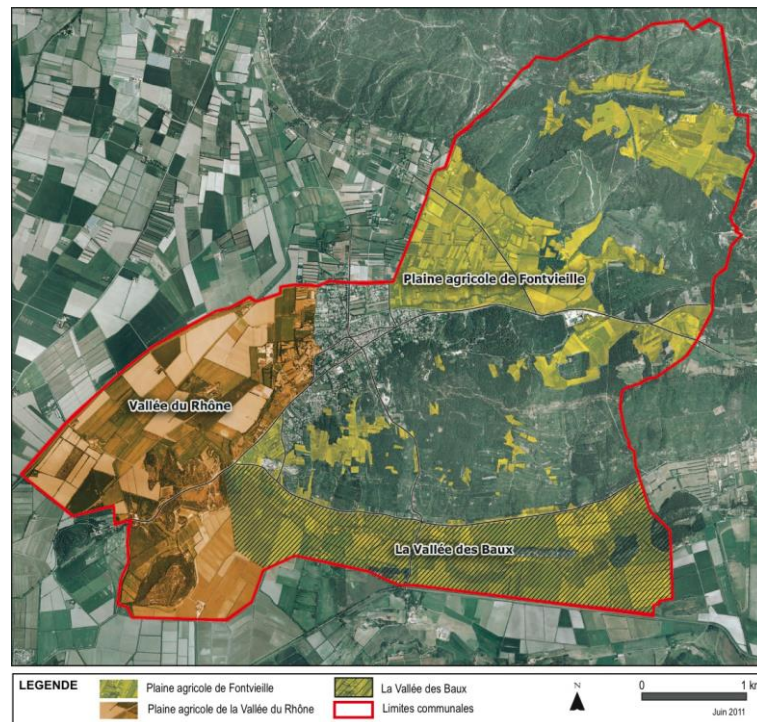 Plaine agricole de Fontvieille
Vallée du Rhône
La Vallée des Baux
LEGENDE
Plaine agricole de Fontvieille
La Vallée des Baux
Plaine agricole de la Vallée du Rhône
Limites communales
N
0 1 km
Juin 2011